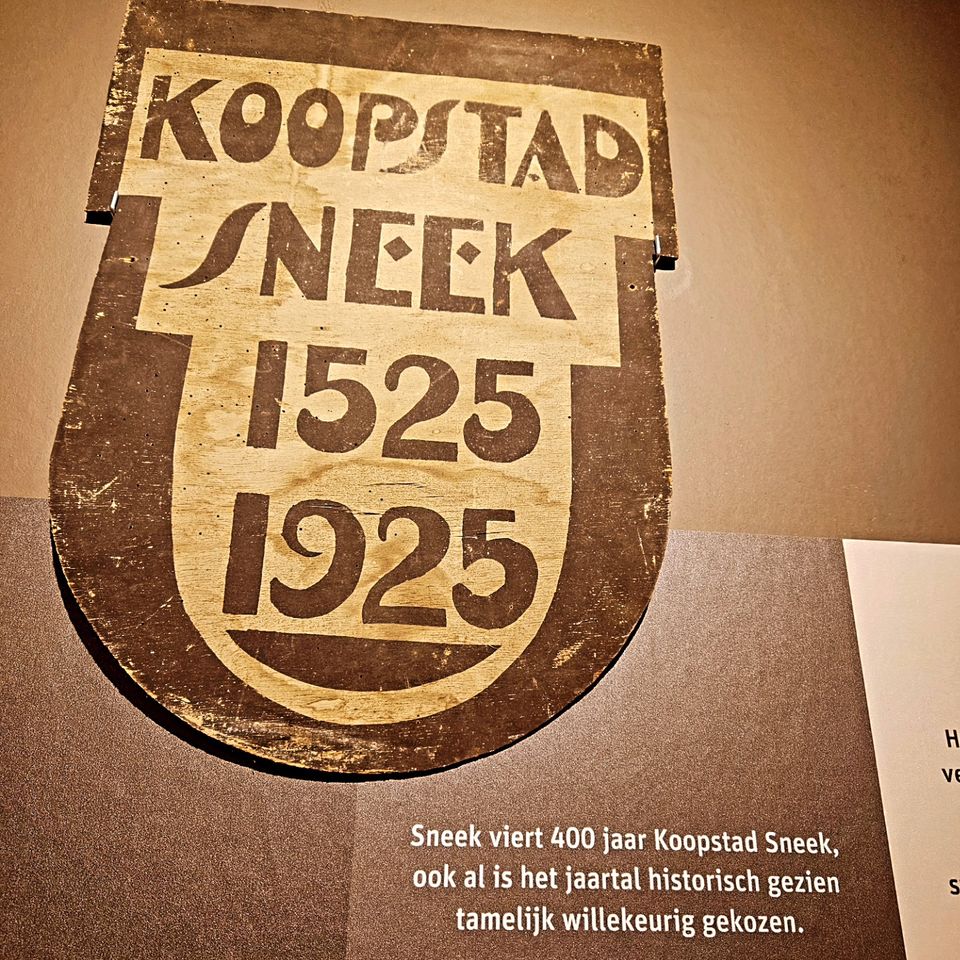 KOOPSTAD
SNEEK
1525
1925
Sneek viert 400 jaar Koopstad Sneek,
ook al is het jaartal historisch gezien
tamelijk willekeurig gekozen.